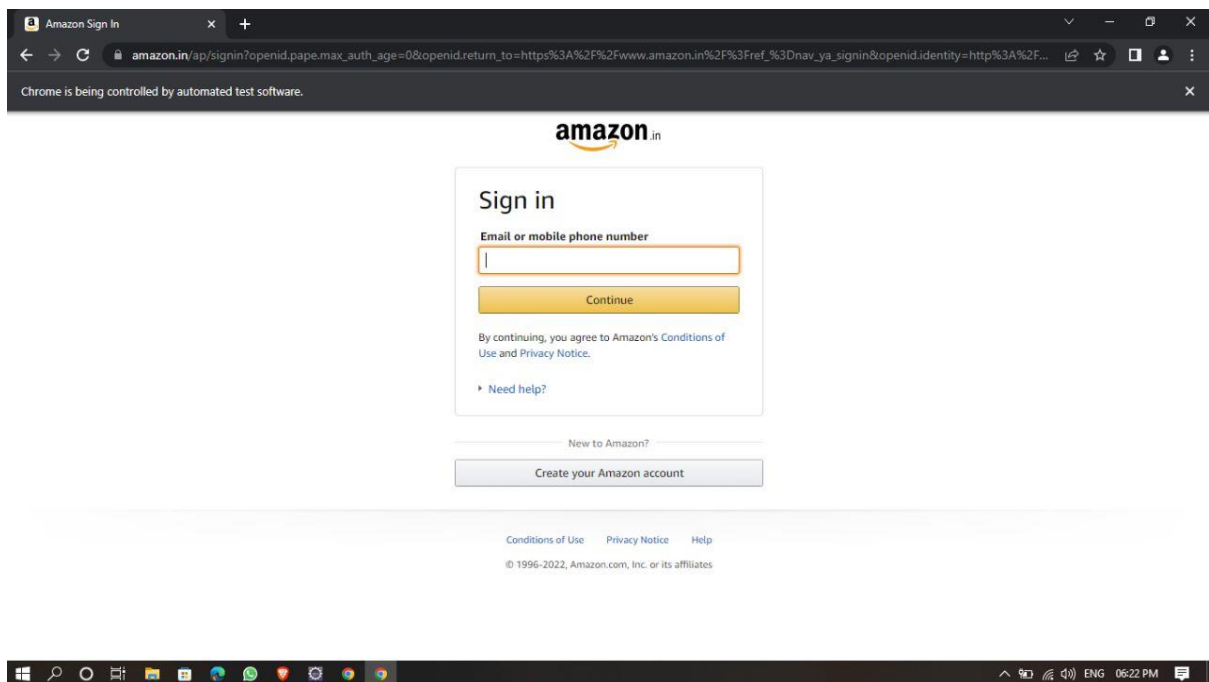 Amazon Sign In
amazon.in/ap/signin?openid.pape.max_auth_age=0&openid.return_to=https%3A%2F%2Fwww.amazon.in%2F%3Fref_%3Dnav_ya_signin&openid.identity=http%3A%2F...
Chrome is being controlled by automated test software.
amazon.in
Sign in
Email or mobile phone number
Continue
By continuing, you agree to Amazon's Conditions of
Use and Privacy Notice.
Need help?
New to Amazon?
Create your Amazon account
Conditions of Use Privacy Notice Help
© 1996-2022, Amazon.com, Inc. or its affiliates
ENG 06:22 PM